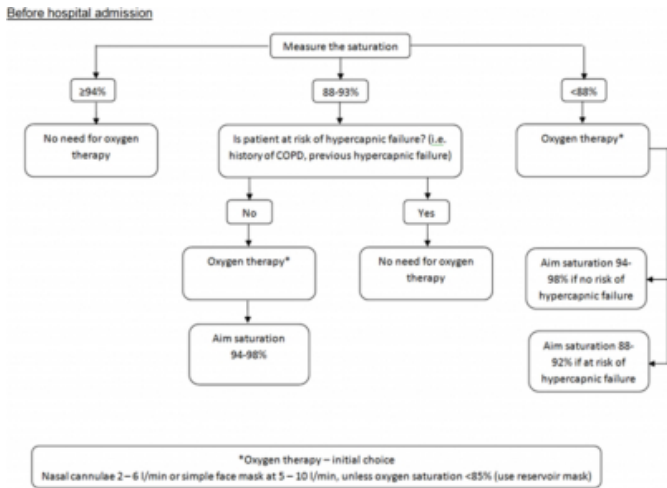 Before hospital admission
Measure the saturation
≥94%
88-93%
<88%
No need for oxygen
therapy
Is patient at risk of hypercapnic failure? (i.e.
history of COPD, previous hypercapnic failure)
Oxygen therapy*
No
Yes
Oxygen therapy*
No need for oxygen
therapy
Aim saturation 94-
98% if no risk of
hypercapnic failure
Aim saturation
94-98%
Aim saturation 88-
92% if at risk of
hypercapnic failure
*Oxygen therapy – initial choice
Nasal cannulae 2 – 6 l/min or simple face mask at 5 – 10 l/min, unless oxygen saturation <85% (use reservoir mask)